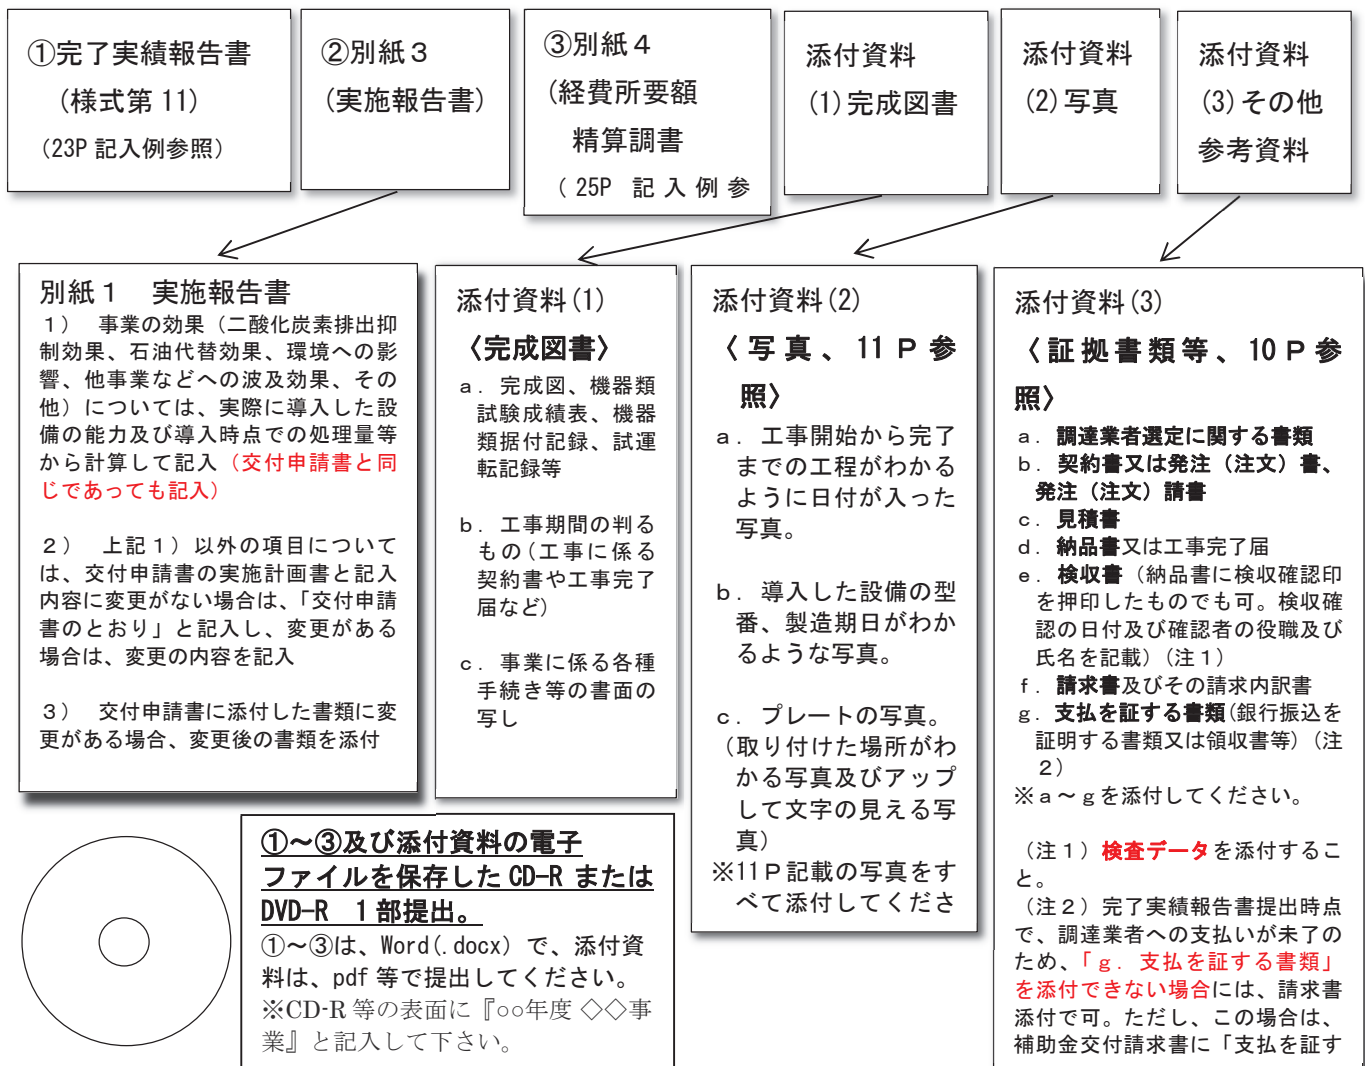 ①完了実績報告書
(様式第 11)
(23P 記入例参照)
②別紙３
(実施報告書)
③別紙４
(経費所要額
精算調書
( 25P 記 入 例 参
添付資料
(1)完成図書
添付資料
(2)写真
添付資料
(3)その他
参考資料
別紙１　実施報告書
１）　事業の効果（二酸化炭素排出抑
制効果、石油代替効果、環境への影
響、他事業などへの波及効果、その
他）については、実際に導入した設
備の能力及び導入時点での処理量等
から計算して記入（交付申請書と同
じであっても記入）
２）　上記１）以外の項目について
は、交付申請書の実施計画書と記入
内容に変更がない場合は、「交付申請
書のとおり」と記入し、変更がある
場合は、変更の内容を記入
３）　交付申請書に添付した書類に変
更がある場合、変更後の書類を添付
添付資料(1)
〈完成図書〉
ａ．完成図、機器類
試験成績表、機器
類据付記録、試運
転記録等
ｂ．工事期間の判る
もの(工事に係る
契約書や工事完了
届など)
ｃ．事業に係る各種
手続き等の書面の
写し
添付資料(2)
〈 写 真 、 11 Ｐ 参
照〉
ａ．工事開始から完了
までの工程がわかる
ように日付が入った
写真。
ｂ．導入した設備の型
番、製造期日がわか
るような写真。
ｃ．プレートの写真。
（取り付けた場所がわ
かる写真及びアップ
して文字の見える写
真）
※11Ｐ記載の写真をす
べて添付してくださ
添付資料(3)
〈 証 拠 書 類 等 、 10 Ｐ 参
照〉
ａ．調達業者選定に関する書類
ｂ．契約書又は発注（注文）書、
発注（注文）請書
ｃ．見積書
ｄ．納品書又は工事完了届
ｅ．検収書（納品書に検収確認印
を押印したものでも可。検収確
認の日付及び確認者の役職及び
氏名を記載）(注１)
ｆ．請求書及びその請求内訳書
ｇ．支払を証する書類(銀行振込を
証明する書類又は領収書等)（注
２）
※ａ～ｇを添付してください。
（注１）検査データを添付するこ
と。
（注２）完了実績報告書提出時点
で、調達業者への支払いが未了の
ため、「ｇ．支払を証する書類」
を添付できない場合には、請求書
添付で可。ただし、この場合は、
補助金交付請求書に「支払を証す
①～③及び添付資料の電子
ファイルを保存した CD-R または
DVD-R　１部提出。
①～③は、Word(.docx) で、添付資
料は、pdf 等で提出してください。
※CD-R 等の表面に『○○年度 ◇◇事
業』と記入して下さい。